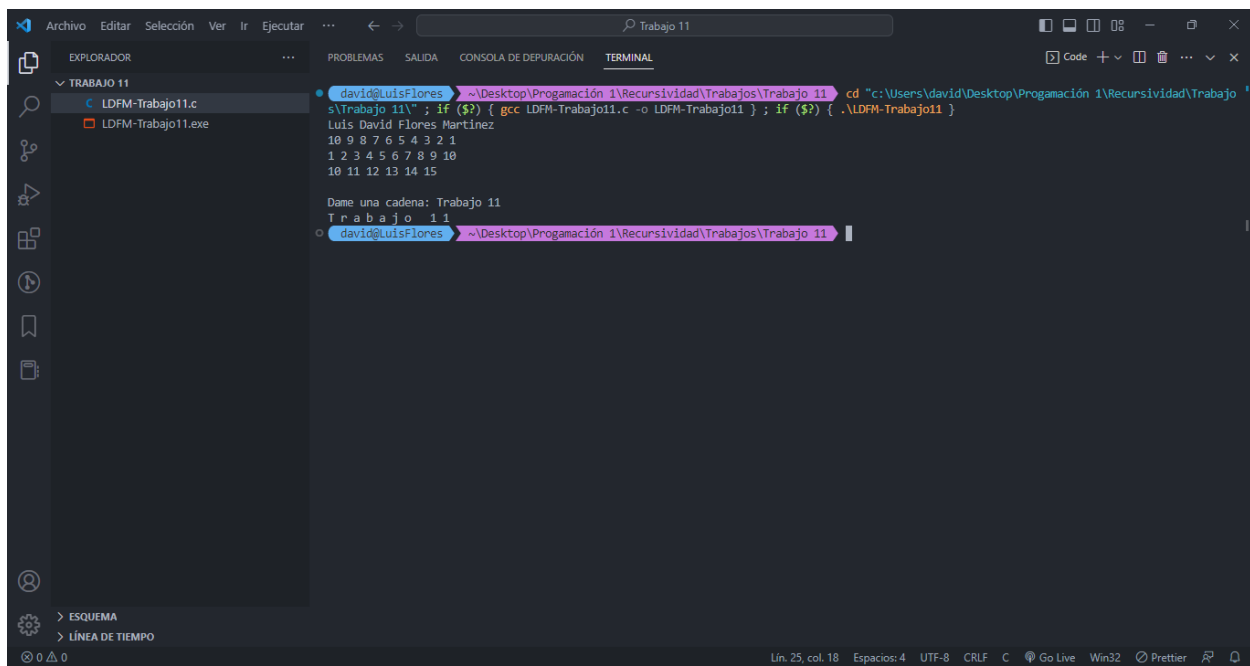 Archivo Editar Selección Ver Ir Ejecutar ... Trabajo 11
EXPLORADOR ...
TRABAJO 11
C LDFM-Trabajo11.c
LDFM-Trabajo11.exe
PROBLEMAS SALIDA CONSOLA DE DEPURACIÓN TERMINAL Code
david@LuisFlores ~\Desktop\Progamación 1\Recursividad\Trabajos\Trabajo 11 cd "c:\Users\david\Desktop\Progamación 1\Recursividad\Trabajo
s\Trabajo 11\" ; if ($?) { gcc LDFM-Trabajo11.c -o LDFM-Trabajo11 } ; if ($?) { .\LDFM-Trabajo11 }
Luis David Flores Martinez
10 9 8 7 6 5 4 3 2 1
1 2 3 4 5 6 7 8 9 10
10 11 12 13 14 15
Dame una cadena: Trabajo 11
T r a b a j o   1 1
david@LuisFlores ~\Desktop\Progamación 1\Recursividad\Trabajos\Trabajo 11
ESQUEMA
LÍNEA DE TIEMPO
0 0 Lín. 25, col. 18 Espacios: 4 UTF-8 CRLF C Go Live Win32 Prettier